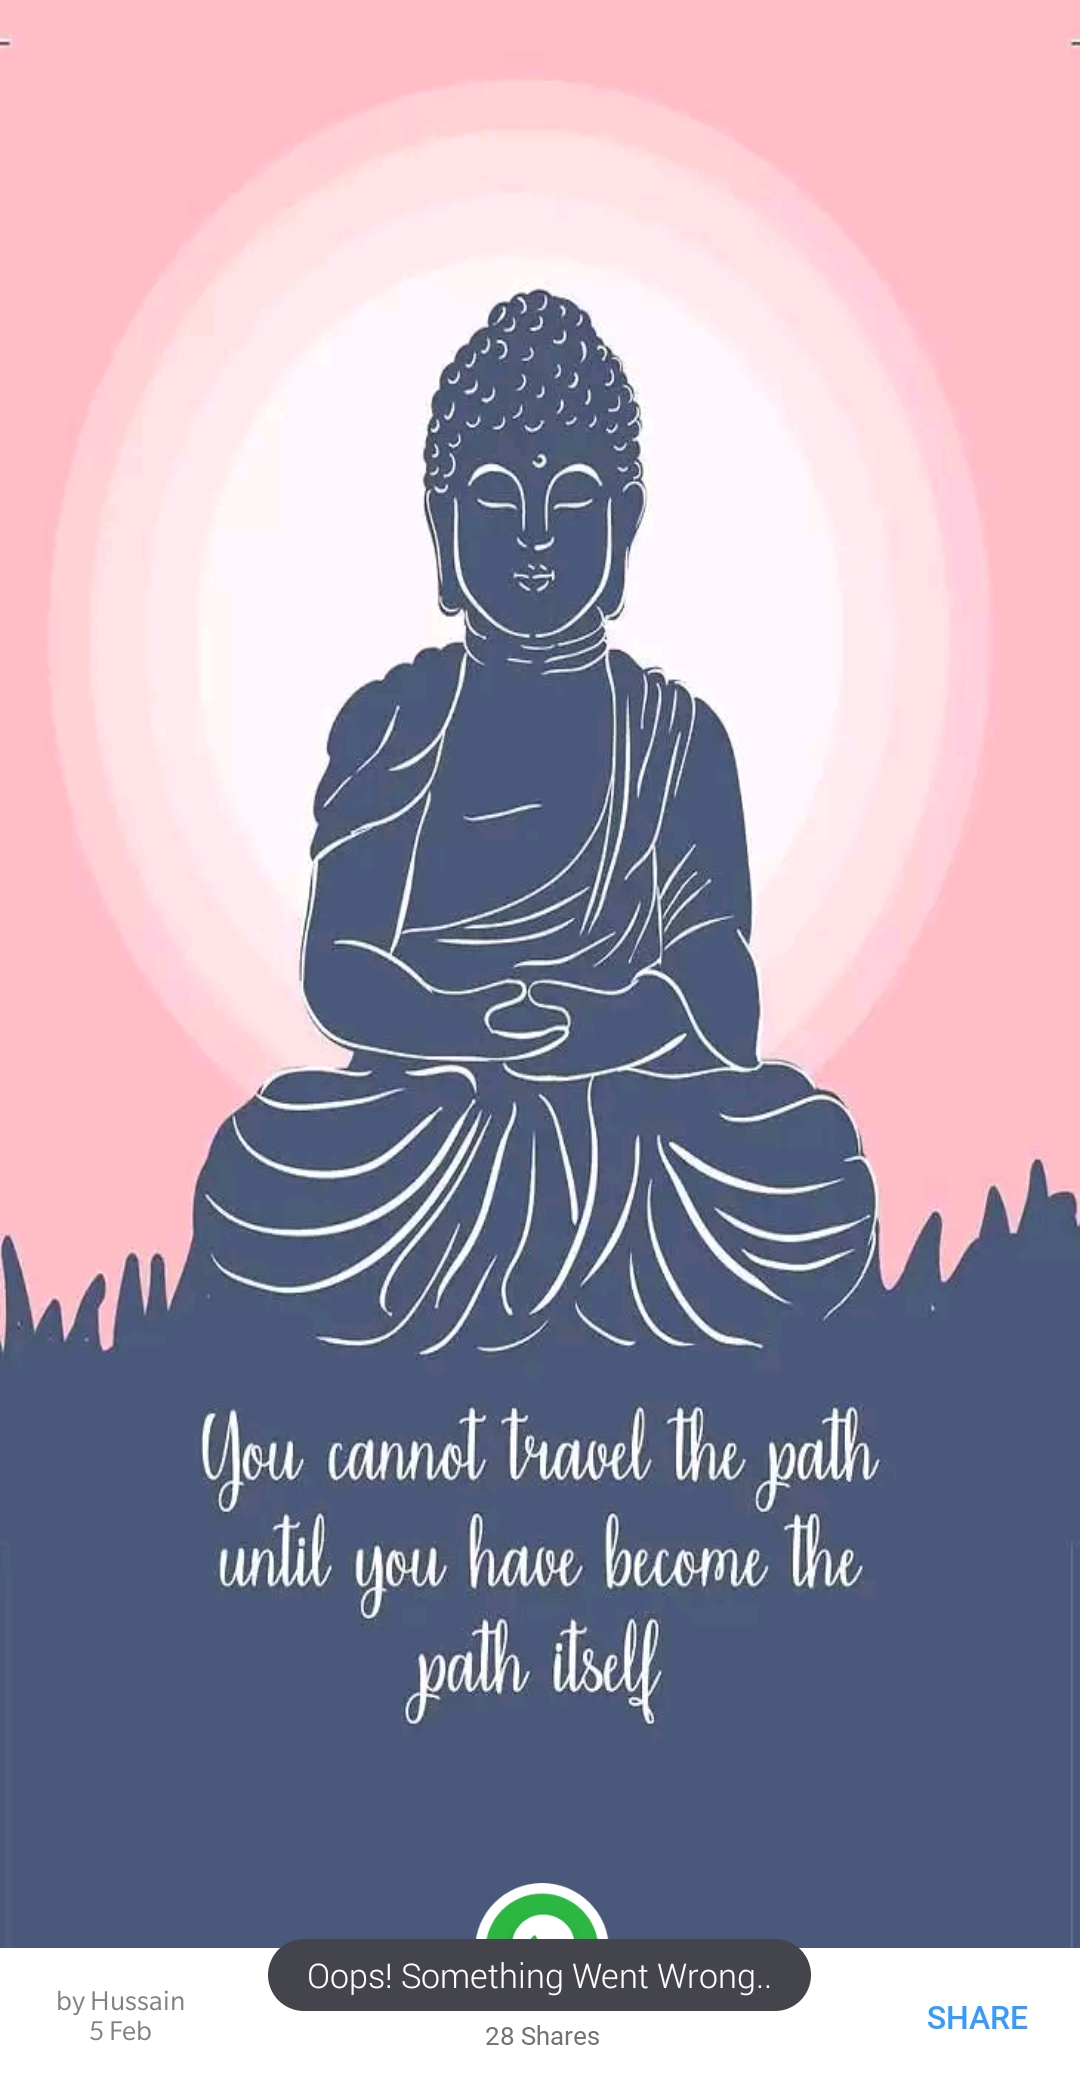 You cannot travel the path
until you have become the
path itself
Oops! Something Went Wrong..
by Hussain
5 Feb
28 Shares
SHARE